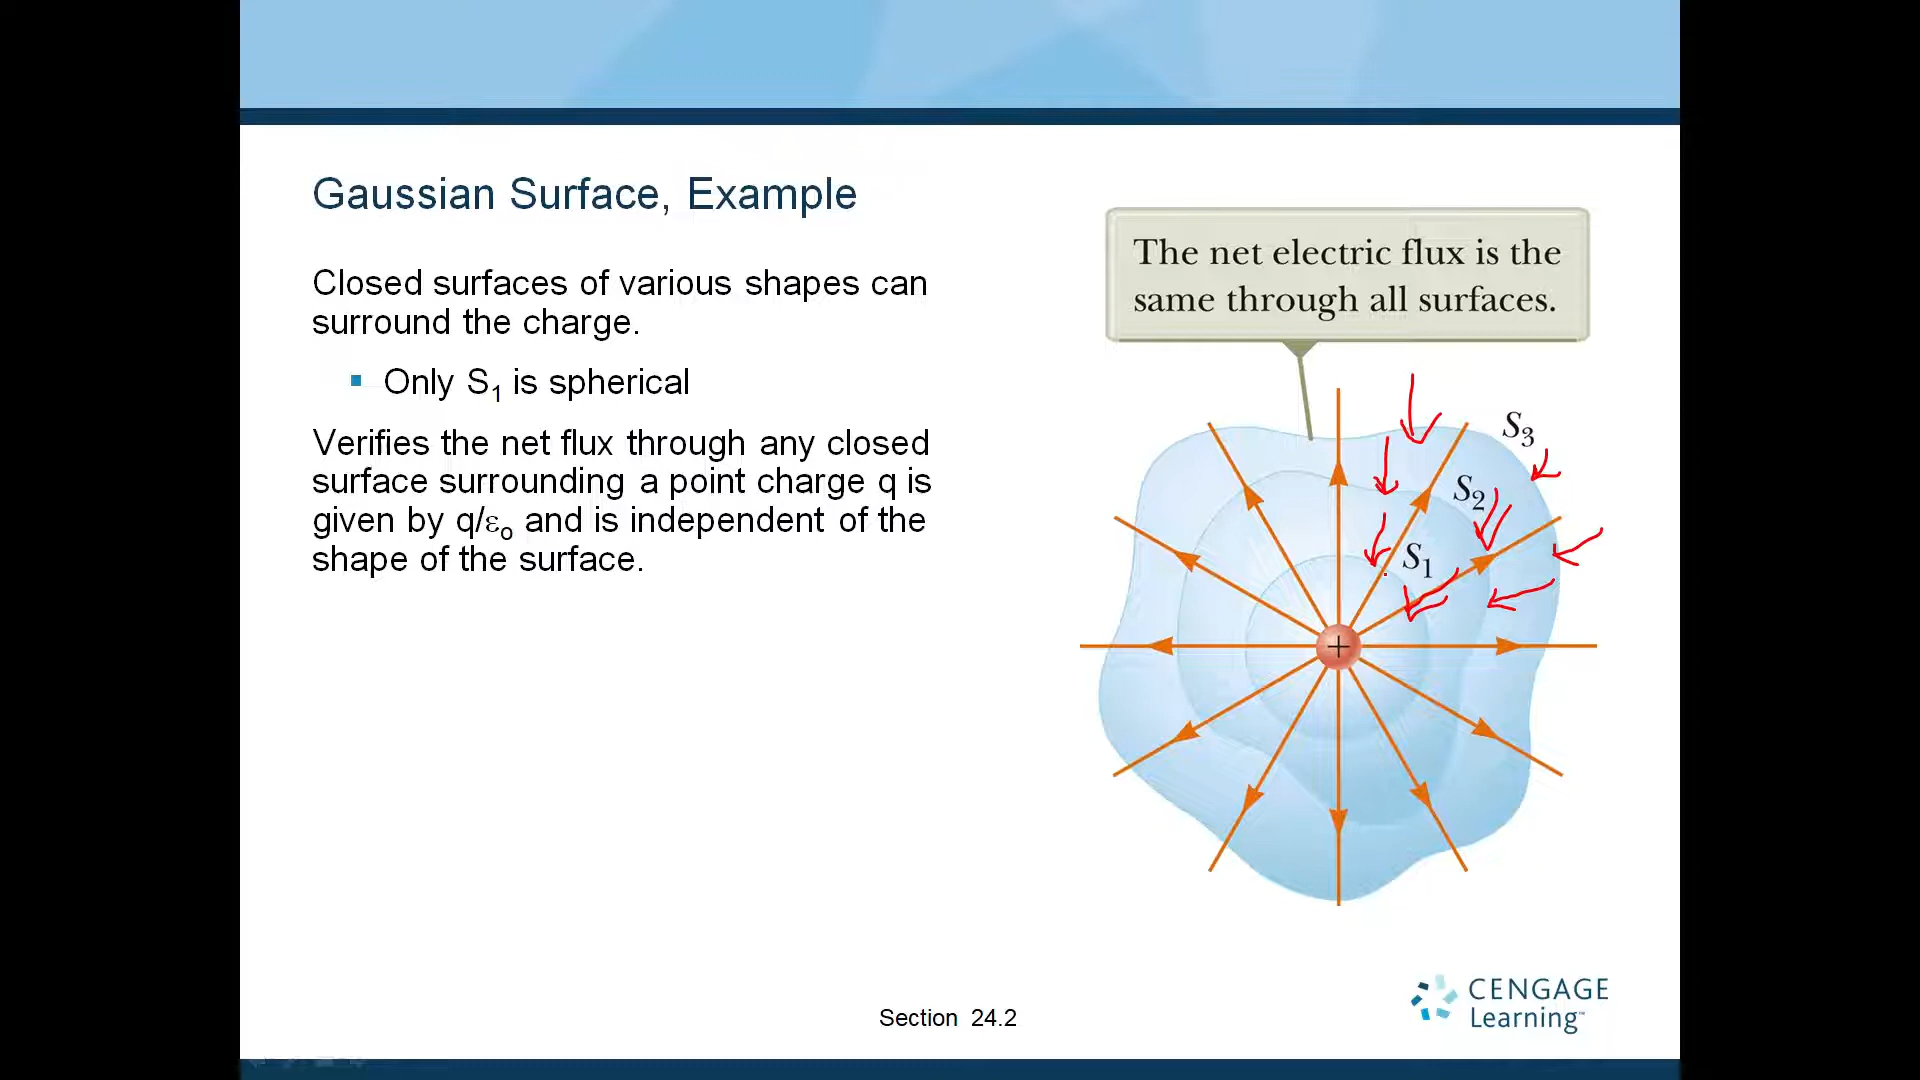 Gaussian Surface, Example
Closed surfaces of various shapes can
surround the charge.
▪ Only S₁ is spherical
Verifies the net flux through any closed
surface surrounding a point charge q is
given by q/εₒ and is independent of the
shape of the surface.
The net electric flux is the
same through all surfaces.
S₃
S₂
S₁
+
Section 24.2
CENGAGE
Learning™